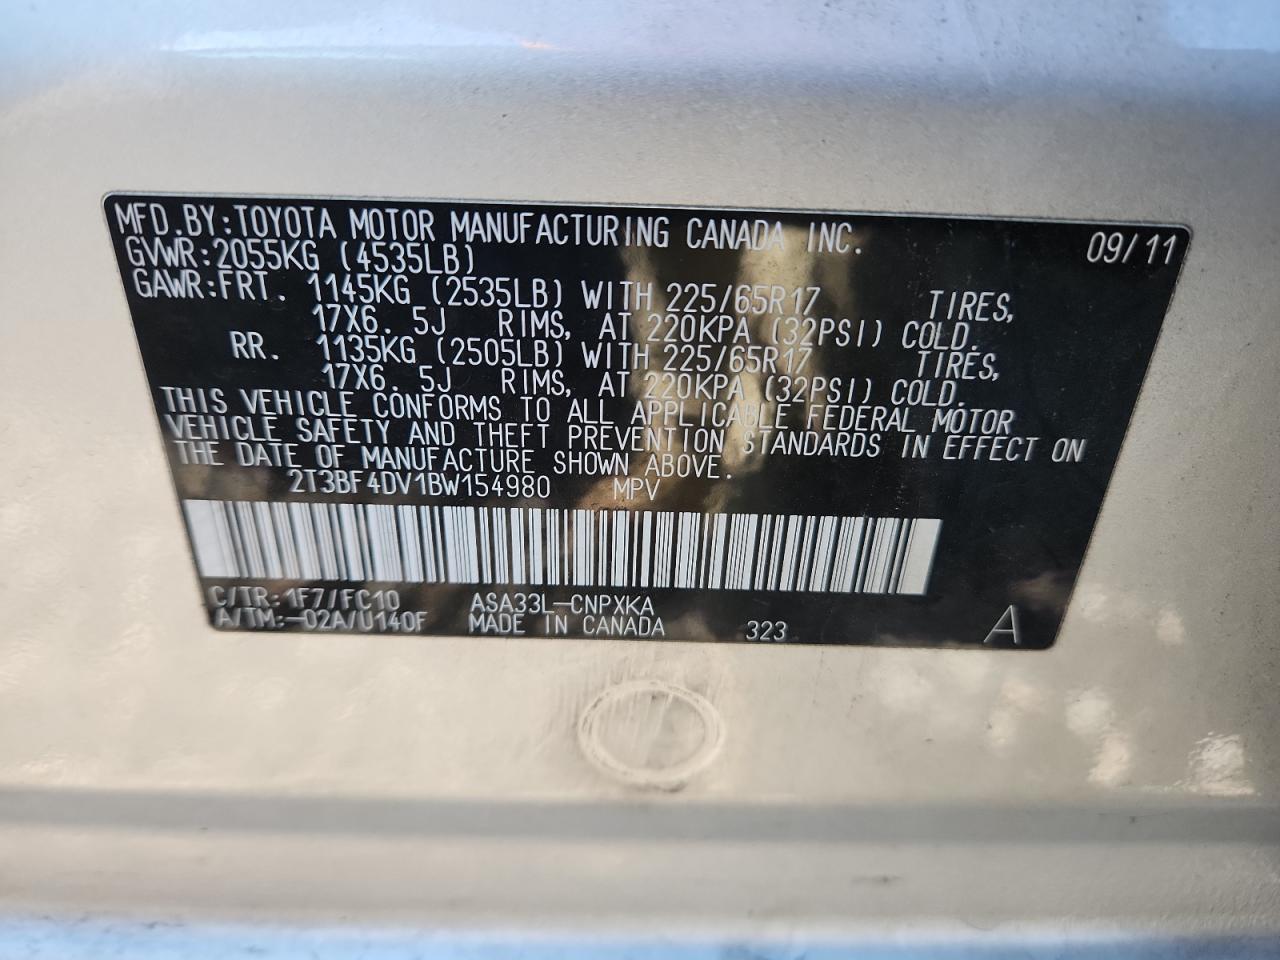 MFD.BY:TOYOTA MOTOR MANUFACTURING CANADA INC. 09/11
GVWR:2055KG (4535LB)
GAWR:FRT. 1145KG (2535LB) WITH 225/65R17 TIRES,
17X6. 5J RIMS, AT 220KPA (32PSI) COLD.
RR. 1135KG (2505LB) WITH 225/65R17 TIRES,
17X6. 5J RIMS, AT 220KPA (32PSI) COLD.
THIS VEHICLE CONFORMS TO ALL APPLICABLE FEDERAL MOTOR
VEHICLE SAFETY AND THEFT PREVENTION STANDARDS IN EFFECT ON
THE DATE OF MANUFACTURE SHOWN ABOVE.
2T3BF4DV1BW154980 MPV
C/TR:1F7/FC10 ASA33L-CNPXKA
A/TM:-02A/U140F MADE IN CANADA 323 A